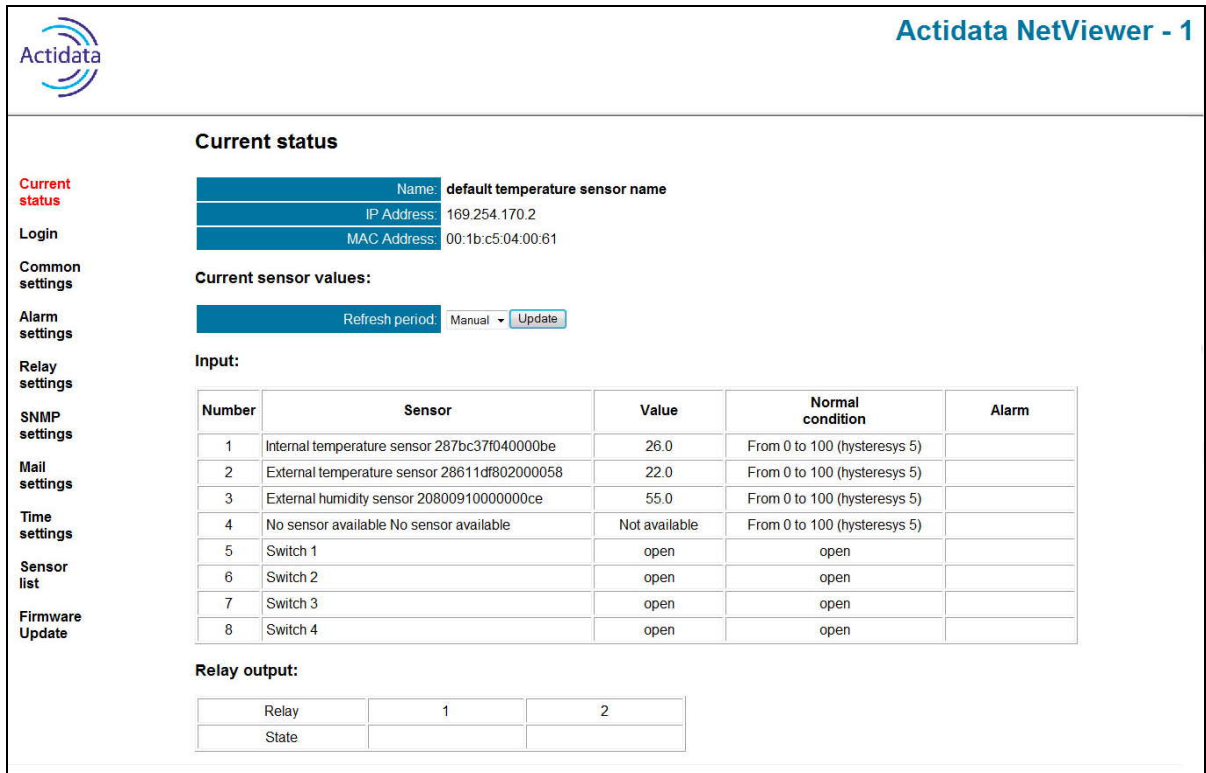 Actidata
Actidata NetViewer - 1
Current status
Current
status
Login
Common
settings
Alarm
settings
Relay
settings
SNMP
settings
Mail
settings
Time
settings
Sensor
list
Firmware
Update
Name: default temperature sensor name
IP Address: 169.254.170.2
MAC Address: 00:1b:c5:04:00:61
Current sensor values:
Refresh period: Manual Update
Input:
Number Sensor Value Normal condition Alarm
1 Internal temperature sensor 287bc37f040000be 26.0 From 0 to 100 (hysteresys 5)
2 External temperature sensor 28611df802000058 22.0 From 0 to 100 (hysteresys 5)
3 External humidity sensor 20800910000000ce 55.0 From 0 to 100 (hysteresys 5)
4 No sensor available No sensor available Not available From 0 to 100 (hysteresys 5)
5 Switch 1 open open
6 Switch 2 open open
7 Switch 3 open open
8 Switch 4 open open
Relay output:
Relay 1 2
State